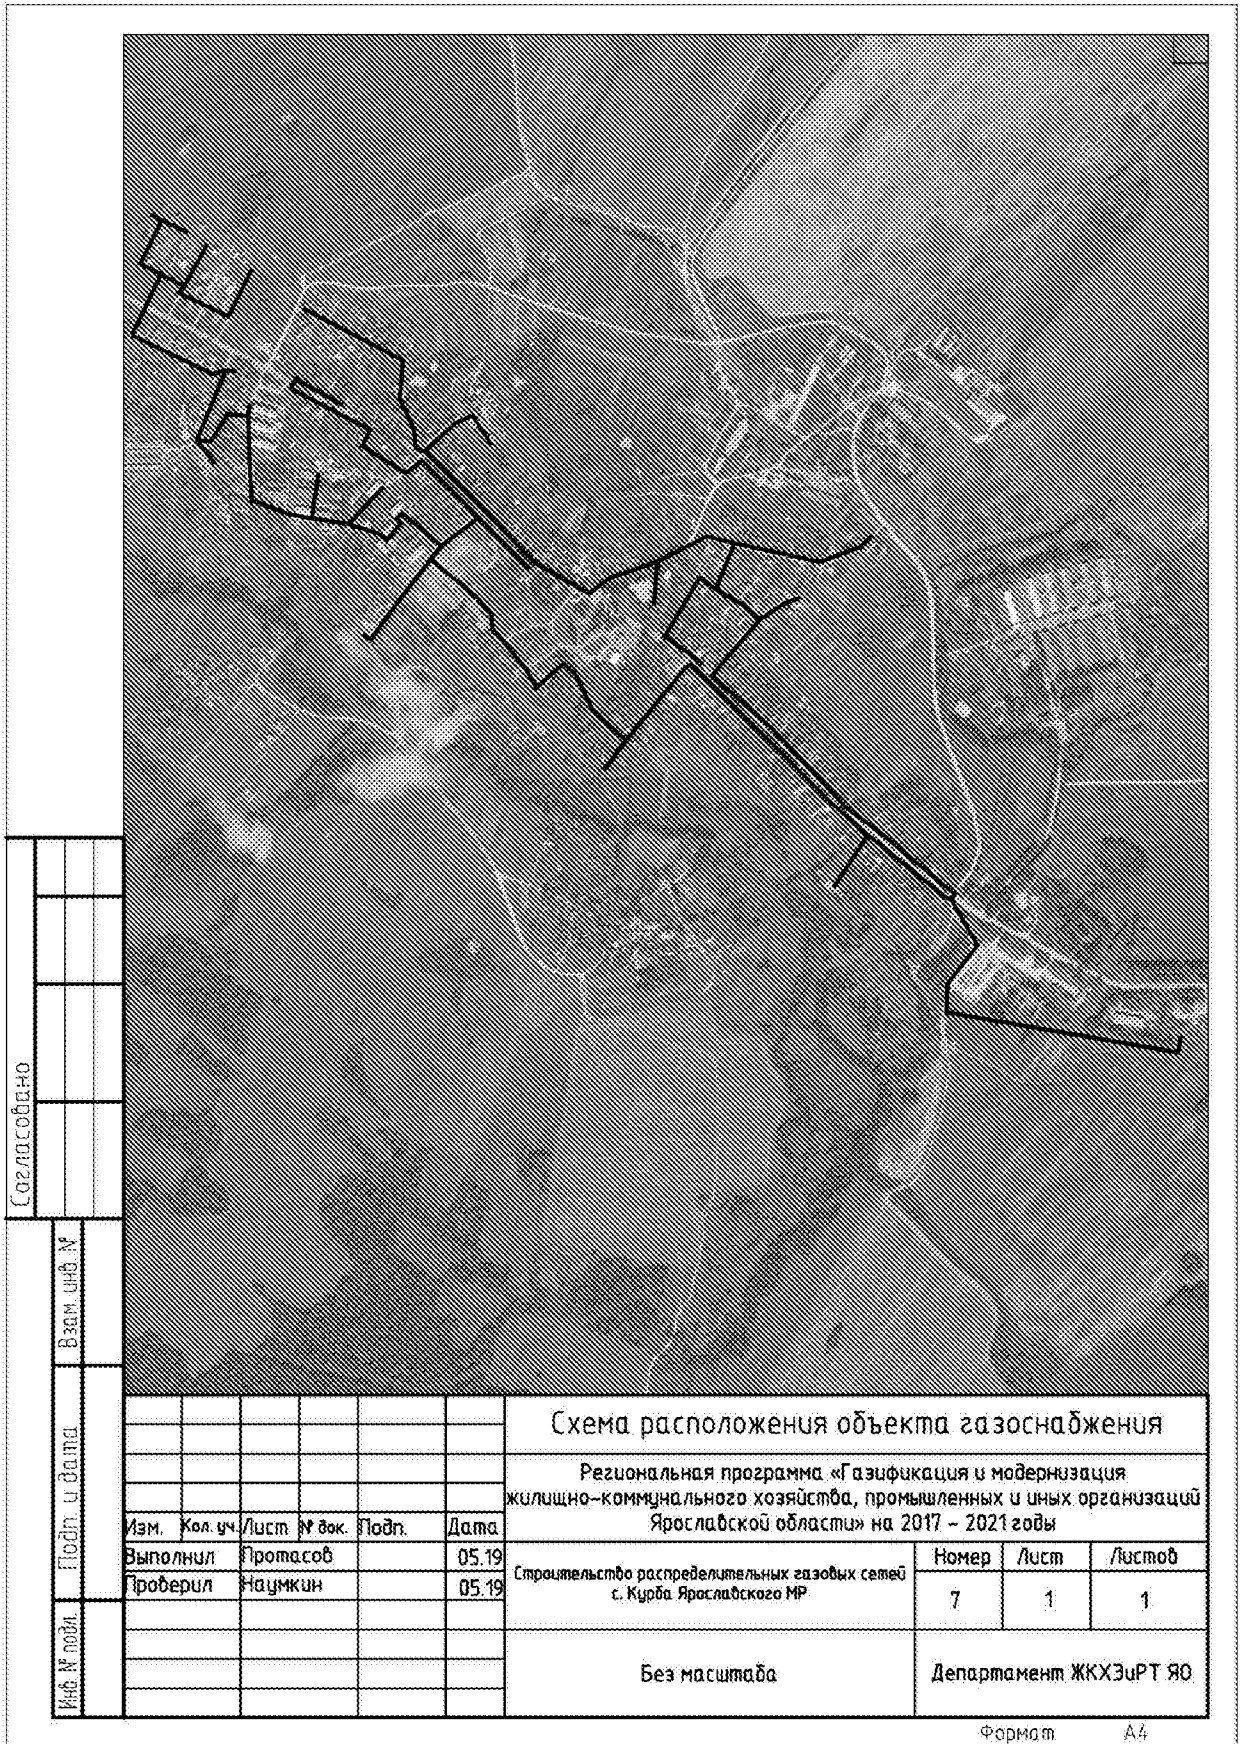 Согласовано
Взам. инв. №
Подп. и дата
Инв. № подл.
Схема расположения объекта газоснабжения
Региональная программа «Газификация и модернизация
жилищно-коммунального хозяйства, промышленных и иных организаций
Ярославской области» на 2017 - 2021 годы
Изм. Кол. уч. Лист № док. Подп. Дата
Выполнил Протасов 05.19
Проверил Наумкин 05.19
Строительство распределительных газовых сетей
с. Курба Ярославского МР
Номер Лист Листов
7 1 1
Без масштаба
Департамент ЖКХЭиРТ ЯО
Формат А4